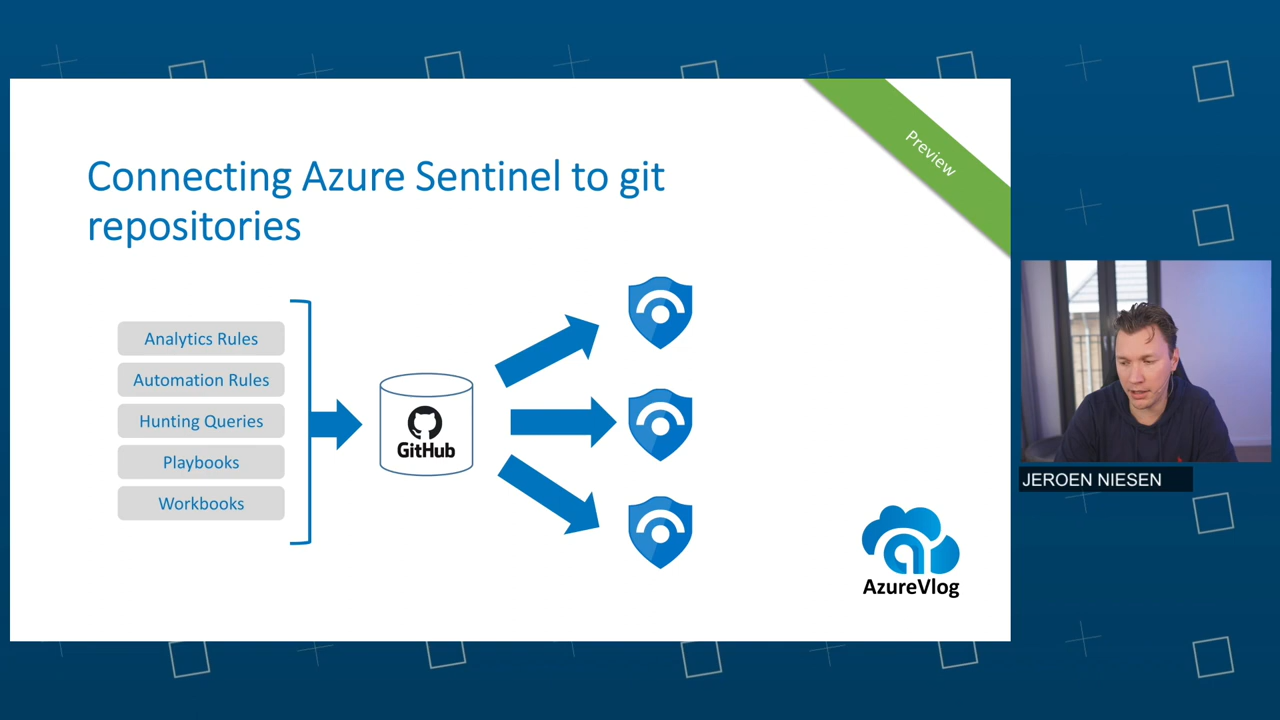 Preview
Connecting Azure Sentinel to git
repositories
Analytics Rules
Automation Rules
Hunting Queries
Playbooks
Workbooks
GitHub
JEROEN NIESEN
AzureVlog